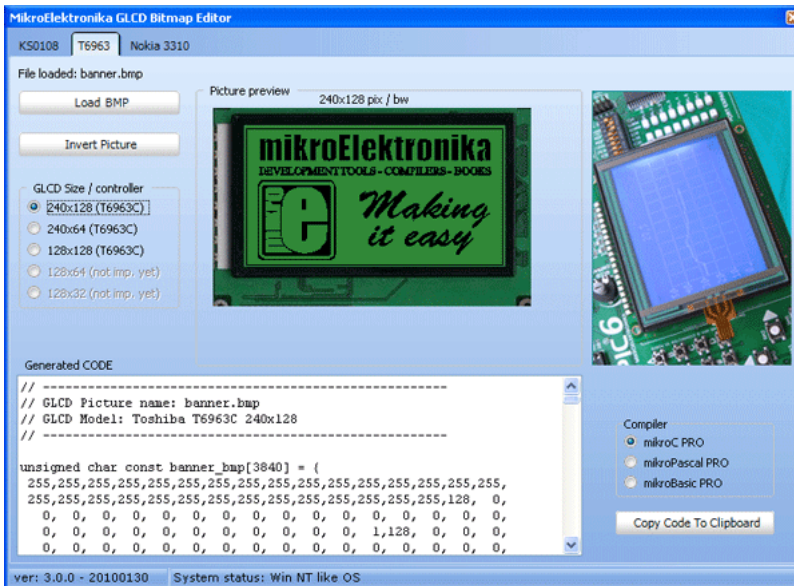 MikroElektronika GLCD Bitmap Editor
KS0108 T6963 Nokia 3310
File loaded: banner.bmp
Load BMP
Invert Picture
GLCD Size / controller
240x128 (T6963C)
240x64 (T6963C)
128x128 (T6963C)
128x64 (not imp. yet)
128x32 (not imp. yet)
Picture preview
240x128 pix / bw
mikroElektronika
DEVELOPMENT TOOLS - COMPILERS - BOOKS
e
Making
it easy
PIC6
Generated CODE
// ------------------------------------------------------
// GLCD Picture name: banner.bmp
// GLCD Model: Toshiba T6963C 240x128
// ------------------------------------------------------
unsigned char const banner_bmp[3840] = {
255,255,255,255,255,255,255,255,255,255,255,255,255,255,255,255,
255,255,255,255,255,255,255,255,255,255,255,255,255,255,128, 0,
0, 0, 0, 0, 0, 0, 0, 0, 0, 0, 0, 0, 0, 0, 0, 0,
0, 0, 0, 0, 0, 0, 0, 0, 0, 0, 0, 1,128, 0, 0, 0,
0, 0, 0, 0, 0, 0, 0, 0, 0, 0, 0, 0, 0, 0, 0, 0,
Compiler
mikroC PRO
mikroPascal PRO
mikroBasic PRO
Copy Code To Clipboard
ver: 3.0.0 - 20100130 System status: Win NT like OS